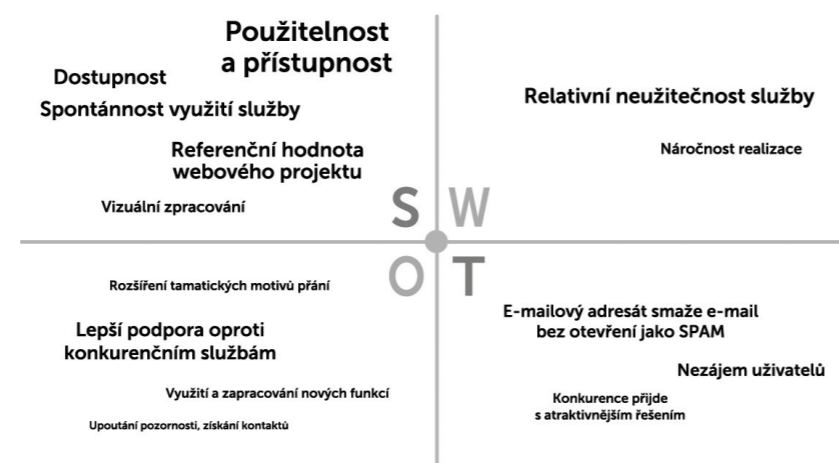 Použitelnost
a přístupnost
Dostupnost
Spontánnost využití služby
Referenční hodnota
webového projektu
Vizuální zpracování
Relativní neužitečnost služby
Náročnost realizace
S W
O T
Rozšíření tamatických motivů přání
Lepší podpora oproti
konkurenčním službám
Využití a zapracování nových funkcí
Upoutání pozornosti, získání kontaktů
E-mailový adresát smaže e-mail
bez otevření jako SPAM
Nezájem uživatelů
Konkurence přijde
s atraktivnějším řešením